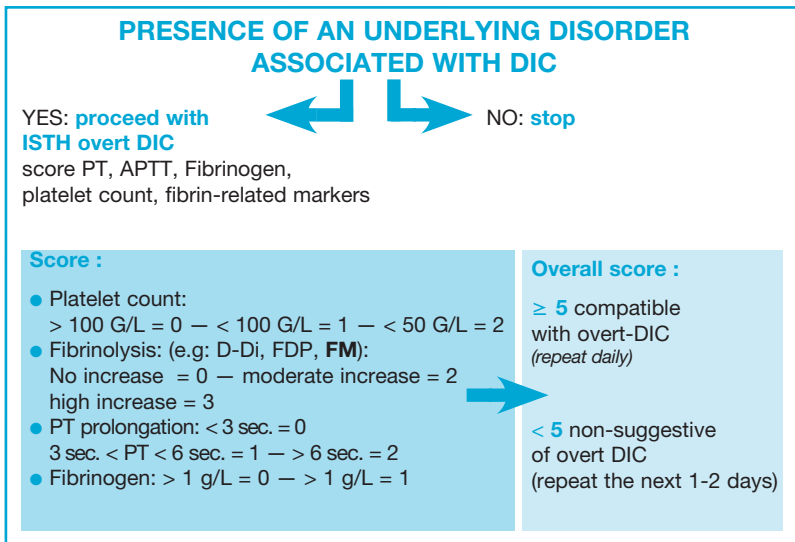 PRESENCE OF AN UNDERLYING DISORDER
ASSOCIATED WITH DIC
YES: proceed with
ISTH overt DIC
score PT, APTT, Fibrinogen,
platelet count, fibrin-related markers
NO: stop
Score :
● Platelet count:
> 100 G/L = 0 — < 100 G/L = 1 — < 50 G/L = 2
● Fibrinolysis: (e.g: D-Di, FDP, FM):
No increase = 0 — moderate increase = 2
high increase = 3
● PT prolongation: < 3 sec. = 0
3 sec. < PT < 6 sec. = 1 — > 6 sec. = 2
● Fibrinogen: > 1 g/L = 0 — > 1 g/L = 1
Overall score :
≥ 5 compatible
with overt-DIC
(repeat daily)
< 5 non-suggestive
of overt DIC
(repeat the next 1-2 days)